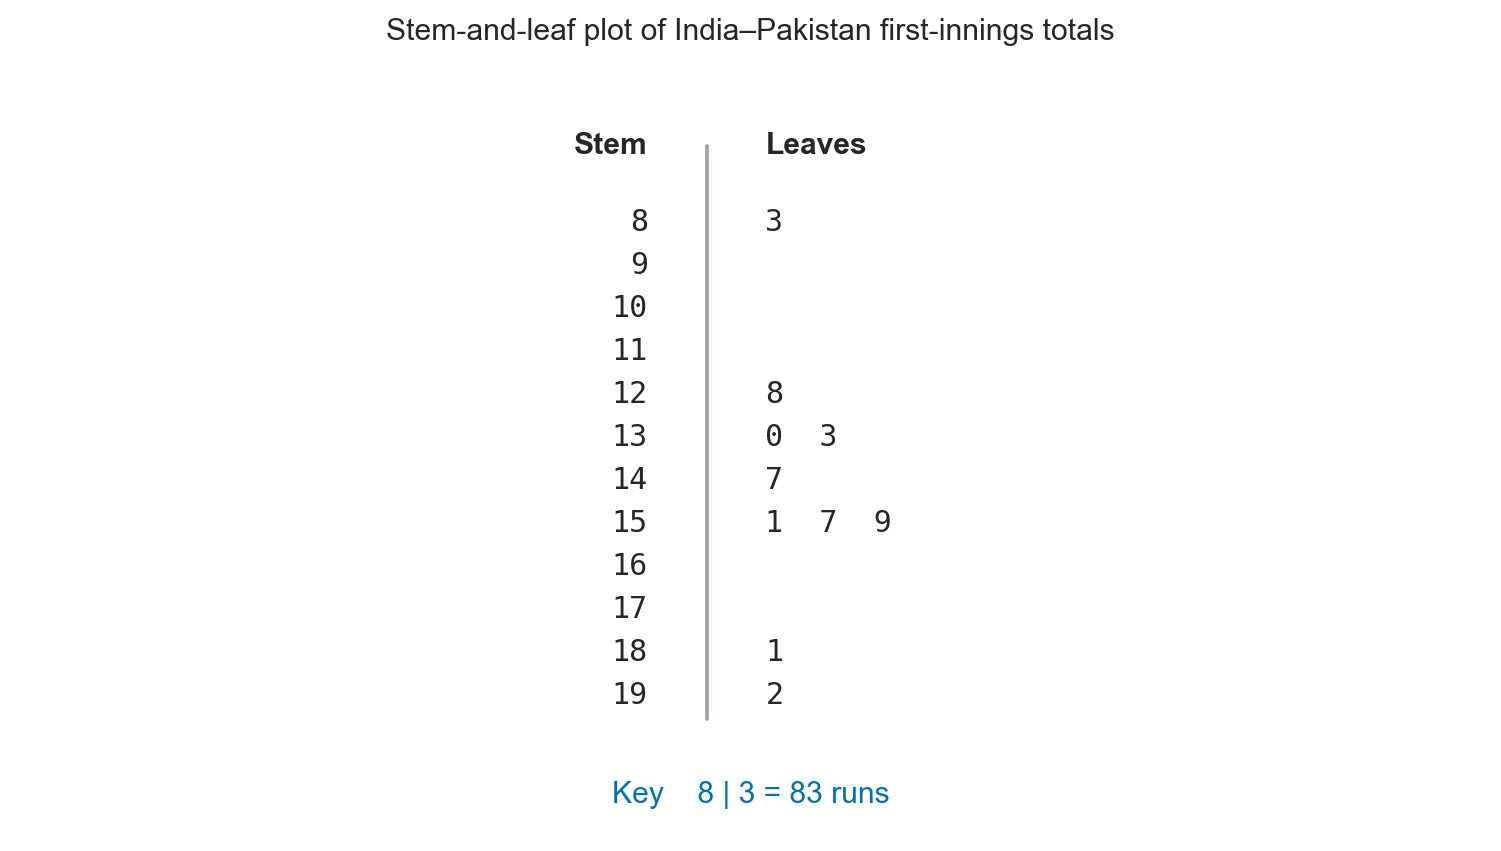 Stem-and-leaf plot of India–Pakistan first-innings totals
Stem Leaves
8 3
9
10
11
12 8
13 0 3
14 7
15 1 7 9
16
17
18 1
19 2
Key 8 | 3 = 83 runs